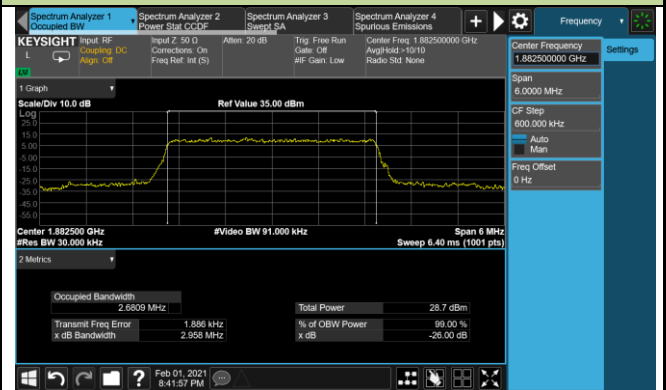 Spectrum Analyzer 1
Occupied BW
Spectrum Analyzer 2
Power Stat CCDF
Spectrum Analyzer 3
Swept SA
Spectrum Analyzer 4
Spurious Emissions
Frequency
KEYSIGHT
L
LXI
Input: RF
Coupling: DC
Align: Off
Input Z: 50 Ω
Corrections: On
Freq Ref: Int (S)
Atten: 20 dB
Trig: Free Run
Gate: Off
#IF Gain: Low
Center Freq: 1.882500000 GHz
Avg|Hold:>10/10
Radio Std: None
Center Frequency
1.882500000 GHz
Settings
Span
6.0000 MHz
CF Step
600.000 kHz
Auto
Man
Freq Offset
0 Hz
1 Graph
Scale/Div 10.0 dB
Ref Value 35.00 dBm
Log
25.0
15.0
5.00
-5.00
-15.0
-25.0
-35.0
-45.0
-55.0
Center 1.882500 GHz
#Video BW 91.000 kHz
Span 6 MHz
#Res BW 30.000 kHz
Sweep 6.40 ms (1001 pts)
2 Metrics
Occupied Bandwidth
2.6809 MHz
Total Power 28.7 dBm
Transmit Freq Error 1.886 kHz
% of OBW Power 99.00 %
x dB Bandwidth 2.958 MHz
x dB -26.00 dB
Feb 01, 2021
8:41:57 PM